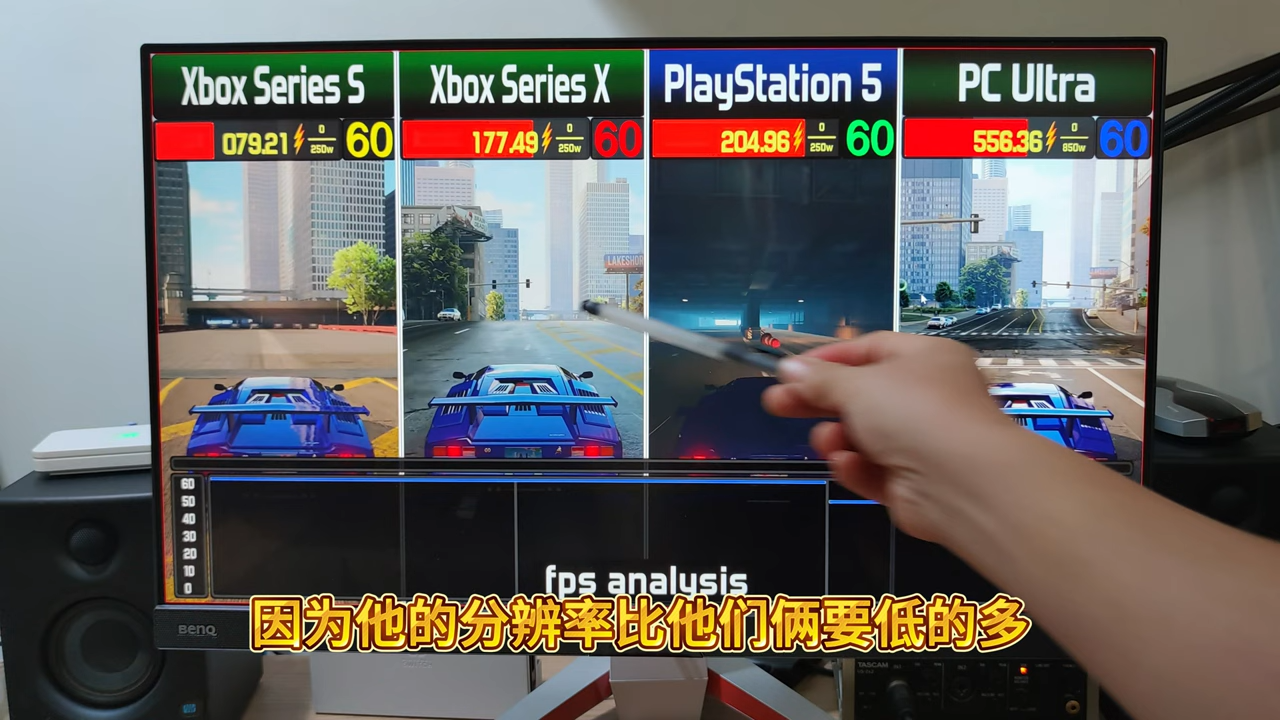 Xbox Series S
Xbox Series X
PlayStation 5
PC Ultra
079.21
0
250w
60
177.49
0
250w
60
204.96
0
250w
60
556.36
0
850w
60
60
50
40
30
20
10
0
fps analysis
因为他的分辨率比他们俩要低的多
BenQ
TASCAM